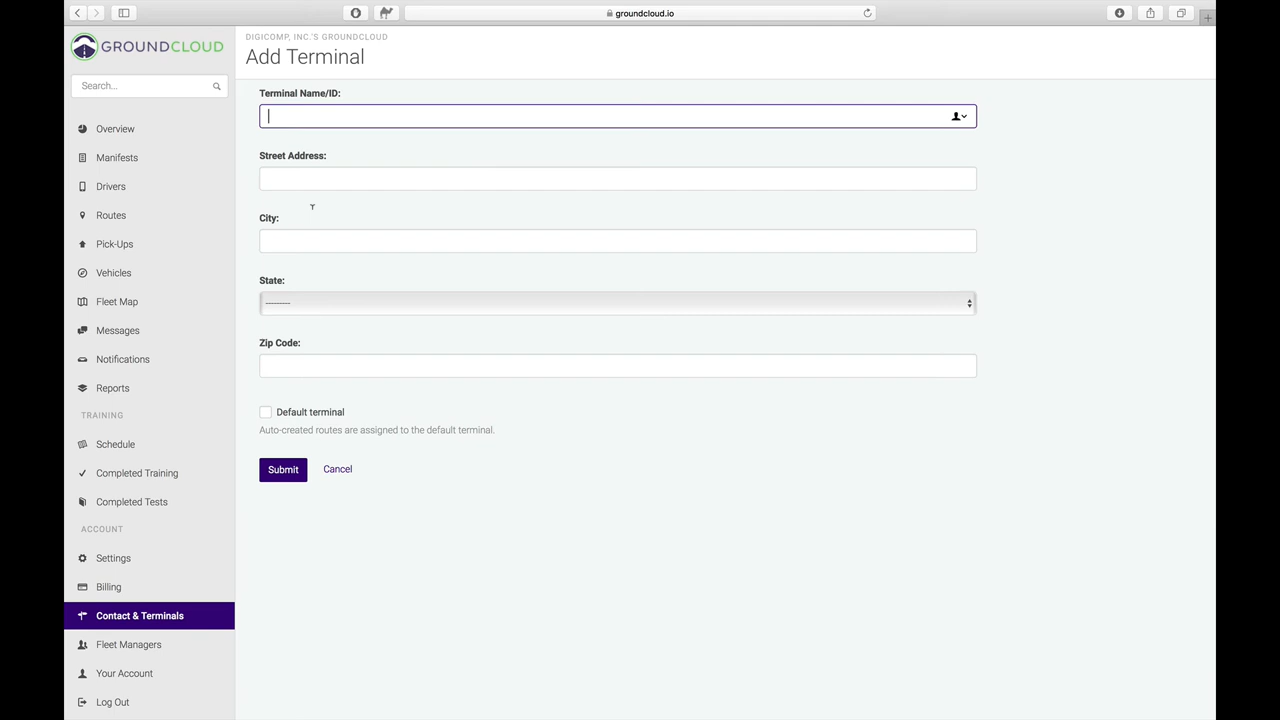 groundcloud.io
GROUNDCLOUD
Search...
Overview
Manifests
Drivers
Routes
Pick-Ups
Vehicles
Fleet Map
Messages
Notifications
Reports
TRAINING
Schedule
Completed Training
Completed Tests
ACCOUNT
Settings
Billing
Contact & Terminals
Fleet Managers
Your Account
Log Out
DIGICOMP, INC.'S GROUNDCLOUD
Add Terminal
Terminal Name/ID:
Street Address:
City:
State:
---------
Zip Code:
Default terminal
Auto-created routes are assigned to the default terminal.
Submit Cancel